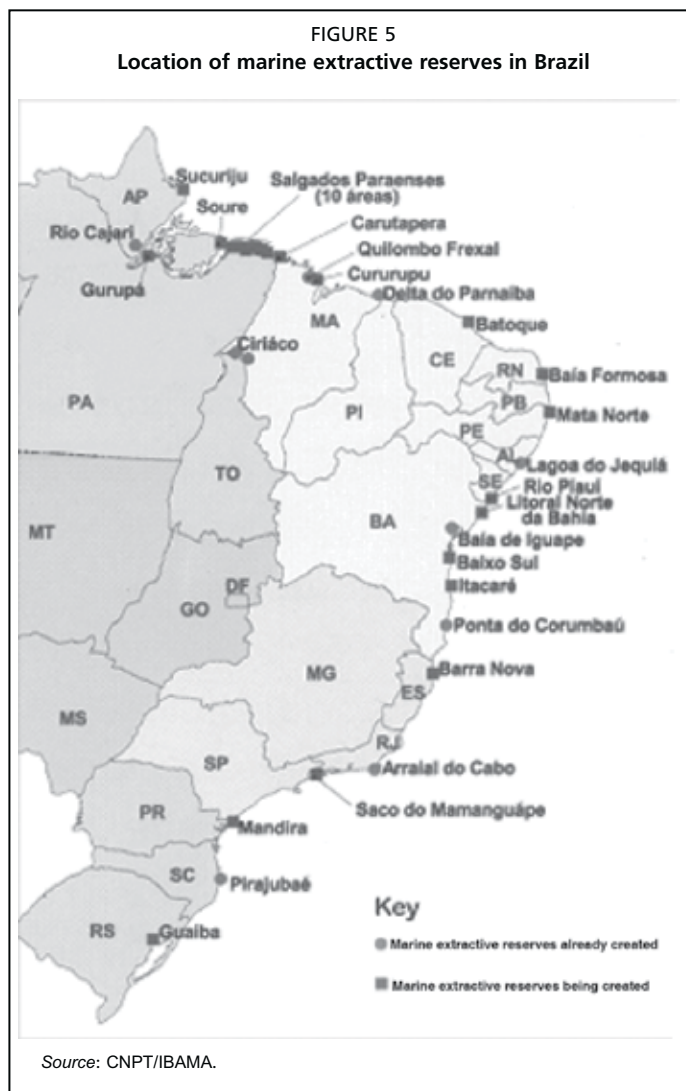 FIGURE 5
Location of marine extractive reserves in Brazil
Sucuriju
AP
Salgados Paraenses
(10 áreas)
Soure
Carutapera
Rio Cajari
Quilombo Frexal
Cururupu
Gurupá
Delta do Parnaiba
MA
Batoque
Ciriáco
CE
RN
Baía Formosa
PA
PI
PB
Mata Norte
PE
AL
Lagoa do Jequiá
TO
SE
Rio Piaui
Litoral Norte
da Bahia
BA
MT
Baia de Iguape
Baixo Sul
DF
Itacaré
GO
Ponta do Corumbaú
MG
Barra Nova
ES
MS
RJ
SP
Arraial do Cabo
Saco do Mamanguápe
PR
Mandira
SC
Pirajubaé
Key
RS
Guaiba
Marine extractive reserves already created
Marine extractive reserves being created
Source: CNPT/IBAMA.